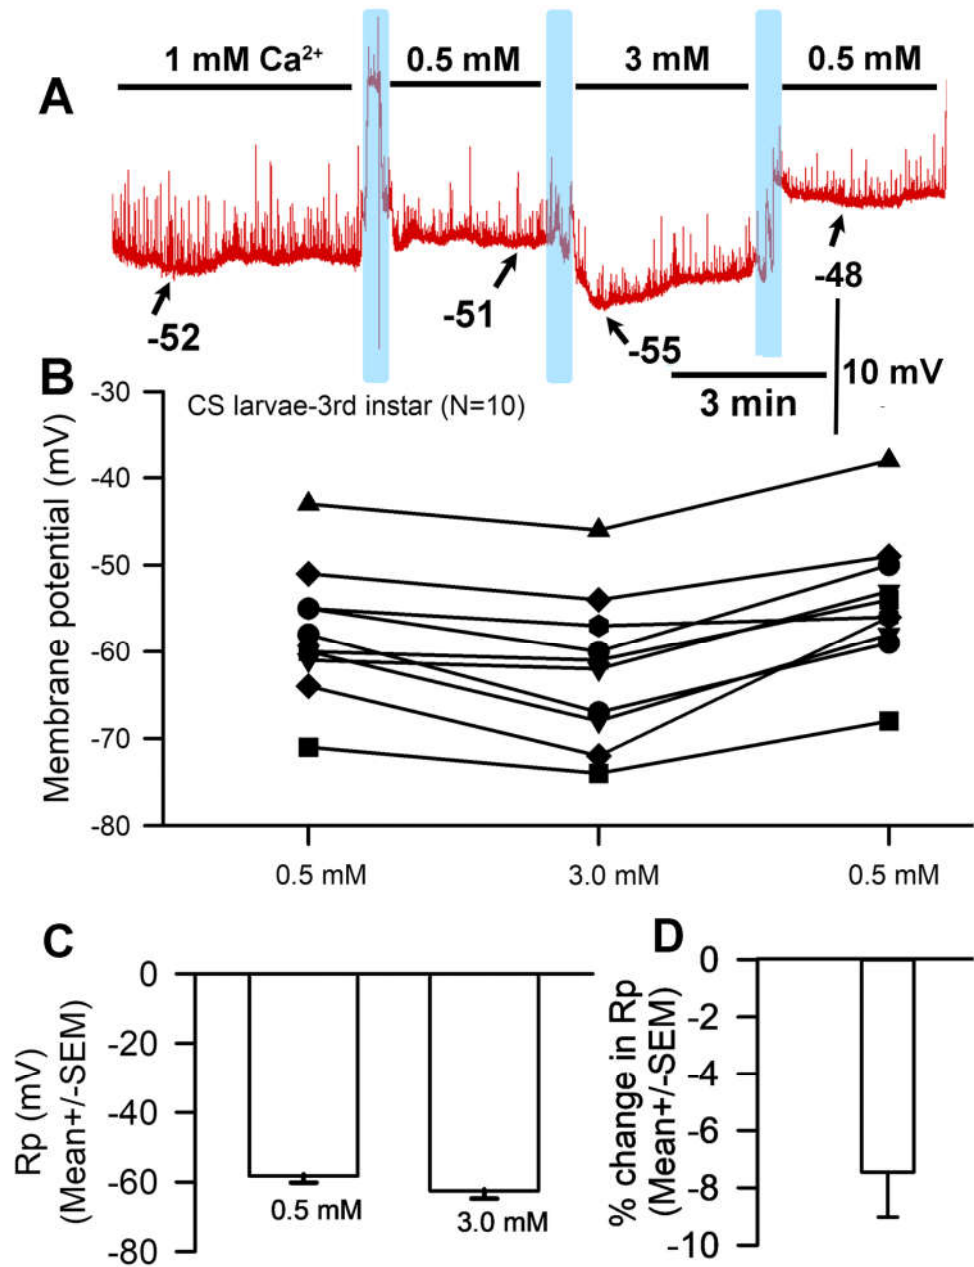 A
1 mM Ca²⁺
0.5 mM
3 mM
0.5 mM
-52
-51
-55
-48
3 min
10 mV
B
CS larvae-3rd instar (N=10)
Membrane potential (mV)
-30
-40
-50
-60
-70
-80
0.5 mM
3.0 mM
0.5 mM
C
Rp (mV)
(Mean+/-SEM)
0
-20
-40
-60
-80
0.5 mM
3.0 mM
D
% change in Rp
(Mean+/-SEM)
0
-2
-4
-6
-8
-10